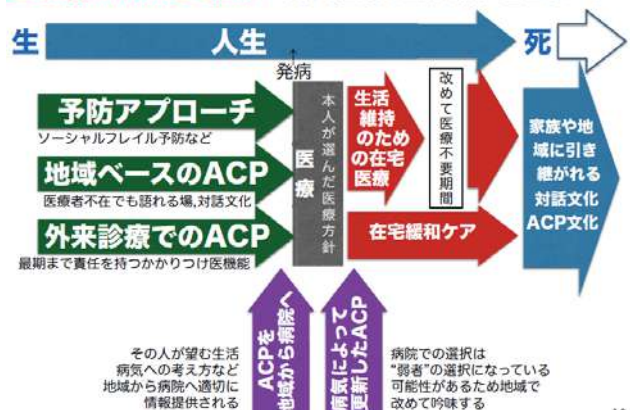 生
人生
死
発病
予防アプローチ
ソーシャルフレイル予防など
地域ベースのACP
医療者不在でも語れる場,対話文化
外来診療でのACP
最期まで責任を持つかかりつけ医機能
医療
本人が選んだ医療方針
生活
維持
のため
の在宅
医療
改めて医療不要期間
在宅緩和ケア
家族や地
域に引き
継がれる
対話文化
ACP文化
その人が望む生活
病気への考え方など
地域から病院へ適切に
情報提供される
ACPを
地域から病院へ
病気によって
更新したACP
病院での選択は
“弱者”の選択になっている
可能性があるため地域で
改めて吟味する